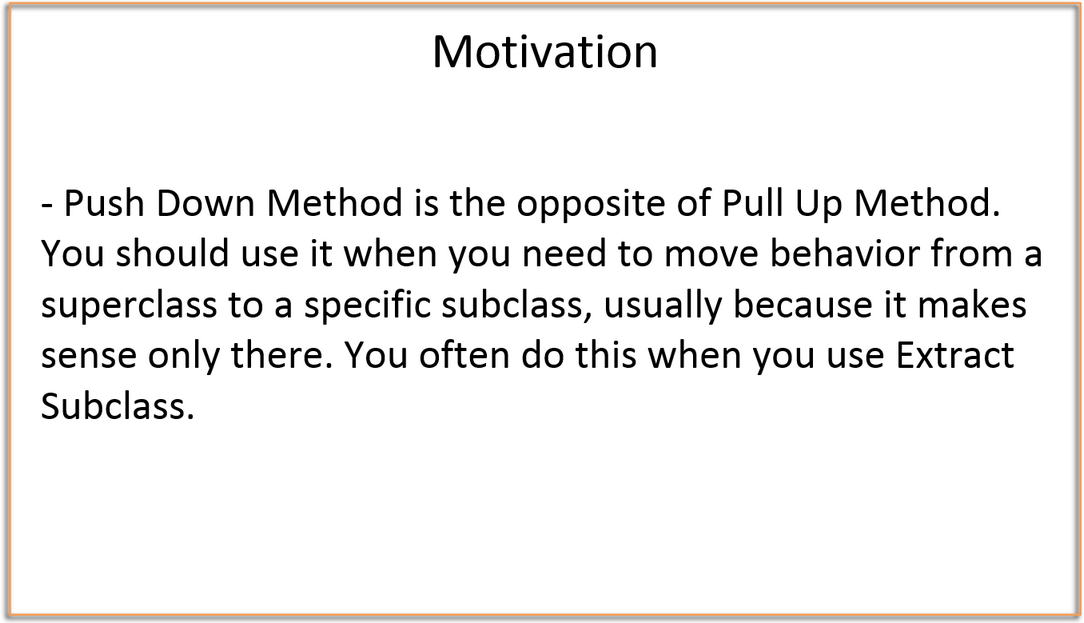 Motivation
- Push Down Method is the opposite of Pull Up Method.
You should use it when you need to move behavior from a
superclass to a specific subclass, usually because it makes
sense only there. You often do this when you use Extract
Subclass.